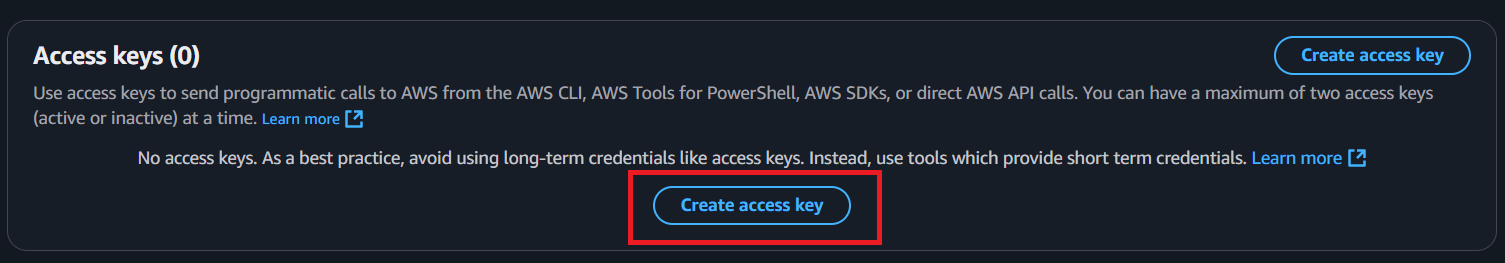 Access keys (0)
Create access key
Use access keys to send programmatic calls to AWS from the AWS CLI, AWS Tools for PowerShell, AWS SDKs, or direct AWS API calls. You can have a maximum of two access keys
(active or inactive) at a time. Learn more
No access keys. As a best practice, avoid using long-term credentials like access keys. Instead, use tools which provide short term credentials. Learn more
Create access key